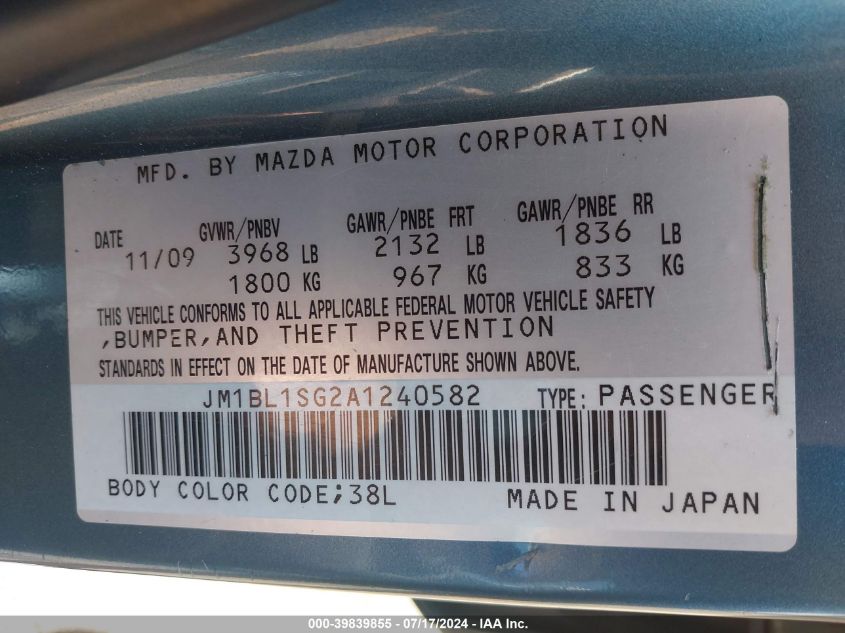 MFD. BY MAZDA MOTOR CORPORATION
DATE GVWR/PNBV GAWR/PNBE FRT GAWR/PNBE RR
11/09 3968 LB 2132 LB 1836 LB
1800 KG 967 KG 833 KG
THIS VEHICLE CONFORMS TO ALL APPLICABLE FEDERAL MOTOR VEHICLE SAFETY
,BUMPER,AND THEFT PREVENTION
STANDARDS IN EFFECT ON THE DATE OF MANUFACTURE SHOWN ABOVE.
JM1BL1SG2A1240582 TYPE: PASSENGER
BODY COLOR CODE;38L MADE IN JAPAN
000-39839855 - 07/17/2024 - IAA Inc.